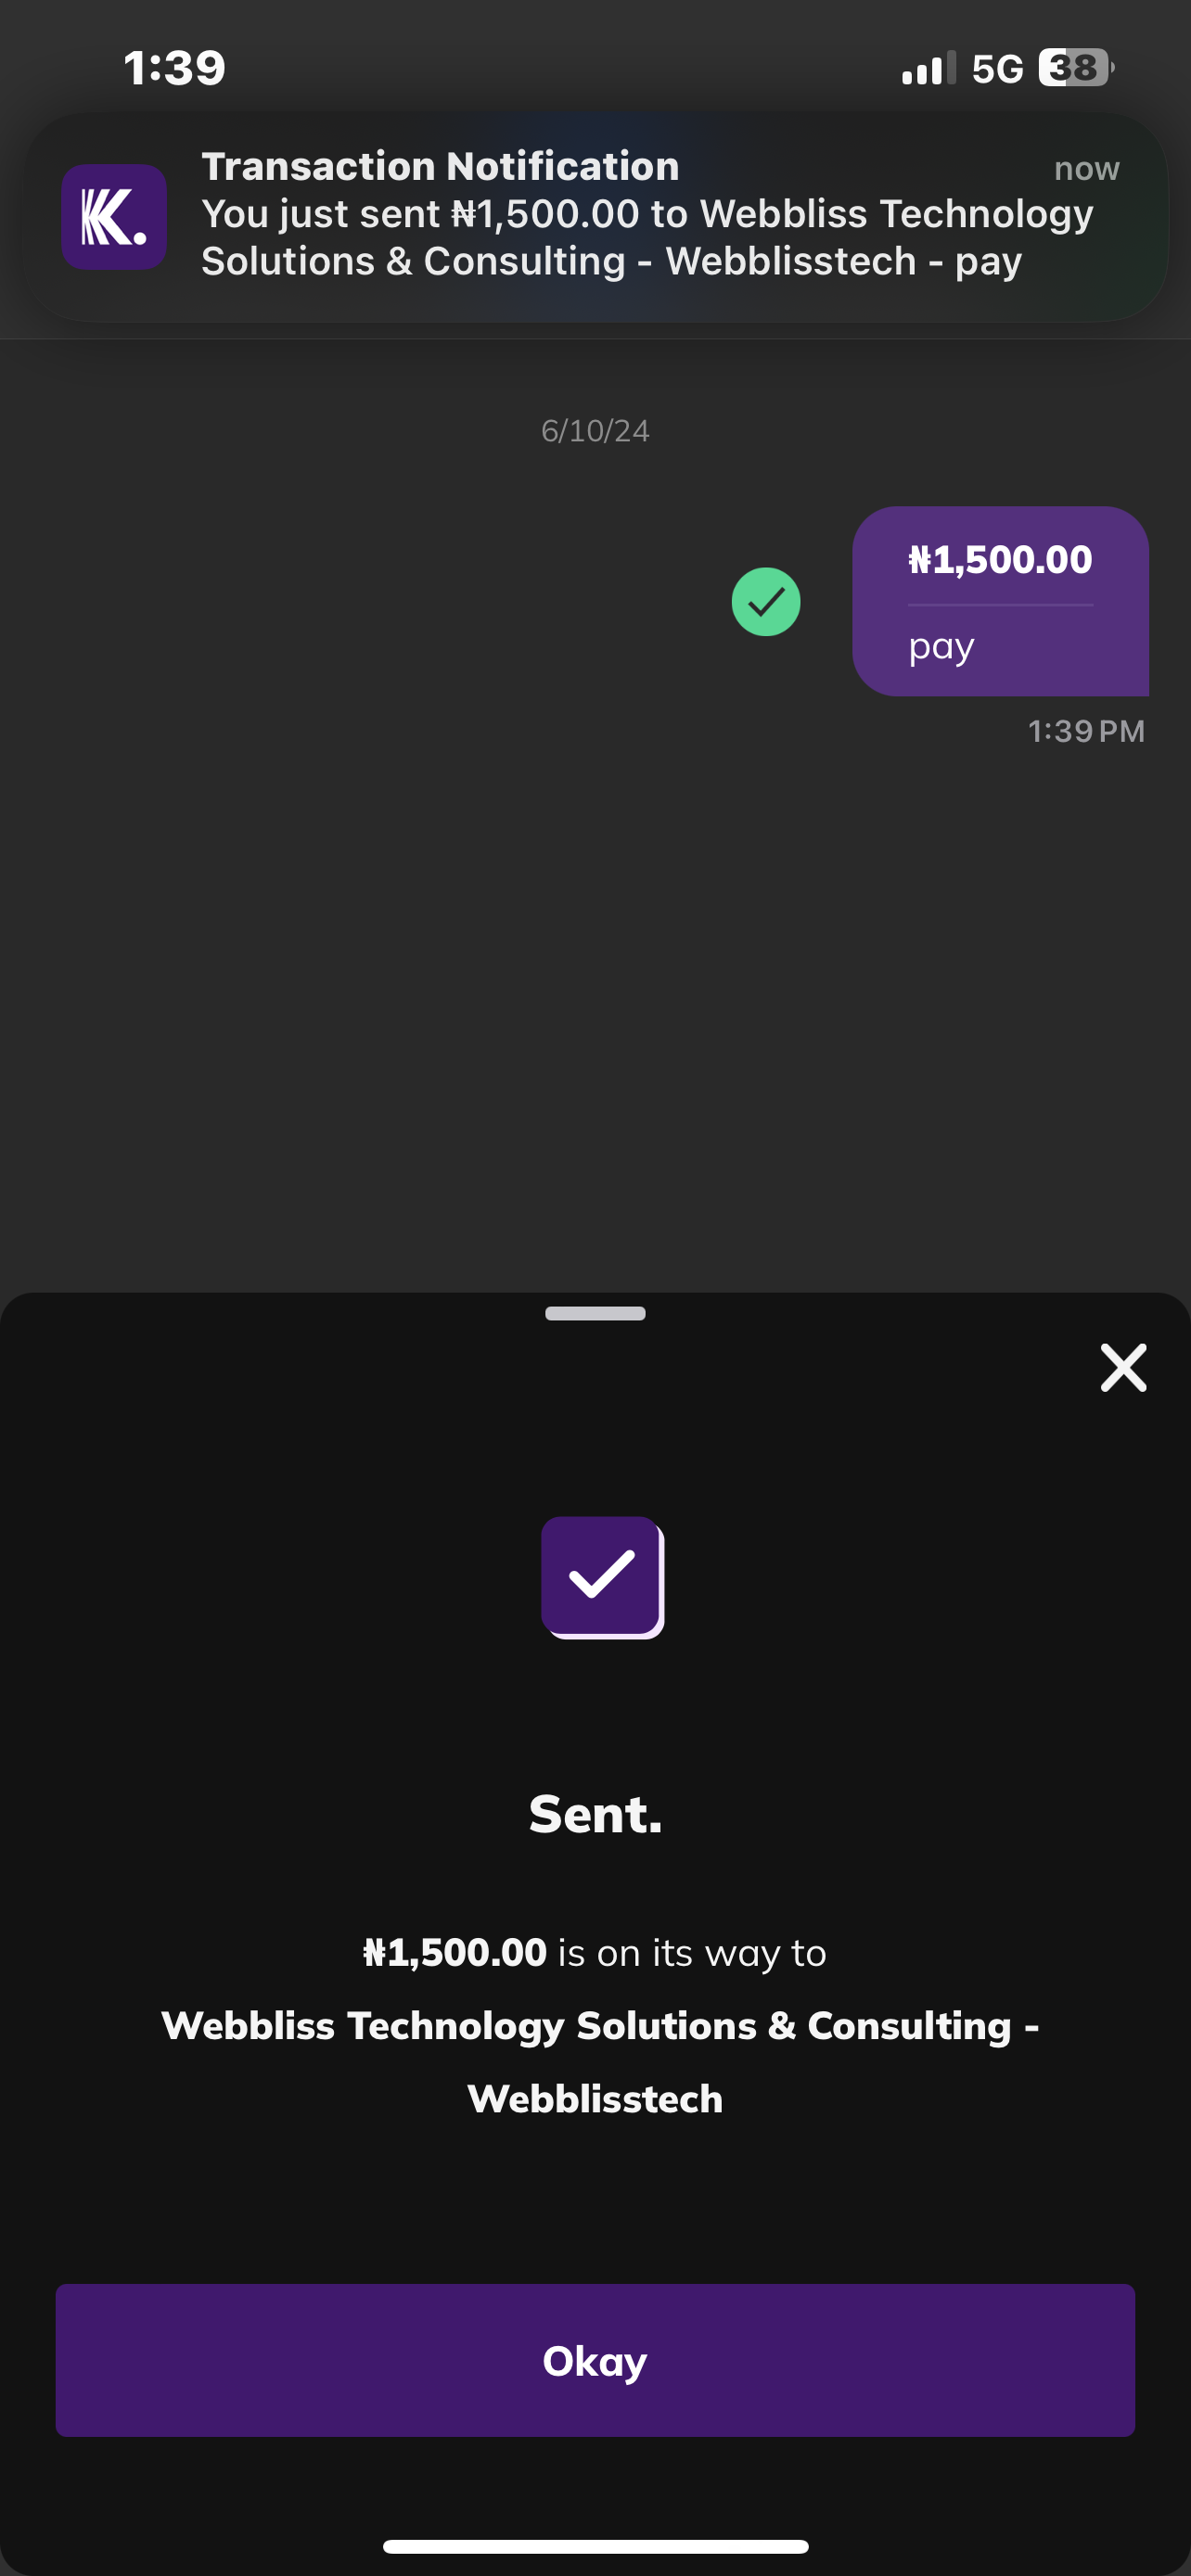 1:39
5G 38
K.
Transaction Notification
now
You just sent ₦1,500.00 to Webbliss Technology
Solutions & Consulting - Webblisstech - pay
6/10/24
₦1,500.00
pay
1:39 PM
Sent.
₦1,500.00 is on its way to
Webbliss Technology Solutions & Consulting -
Webblisstech
Okay